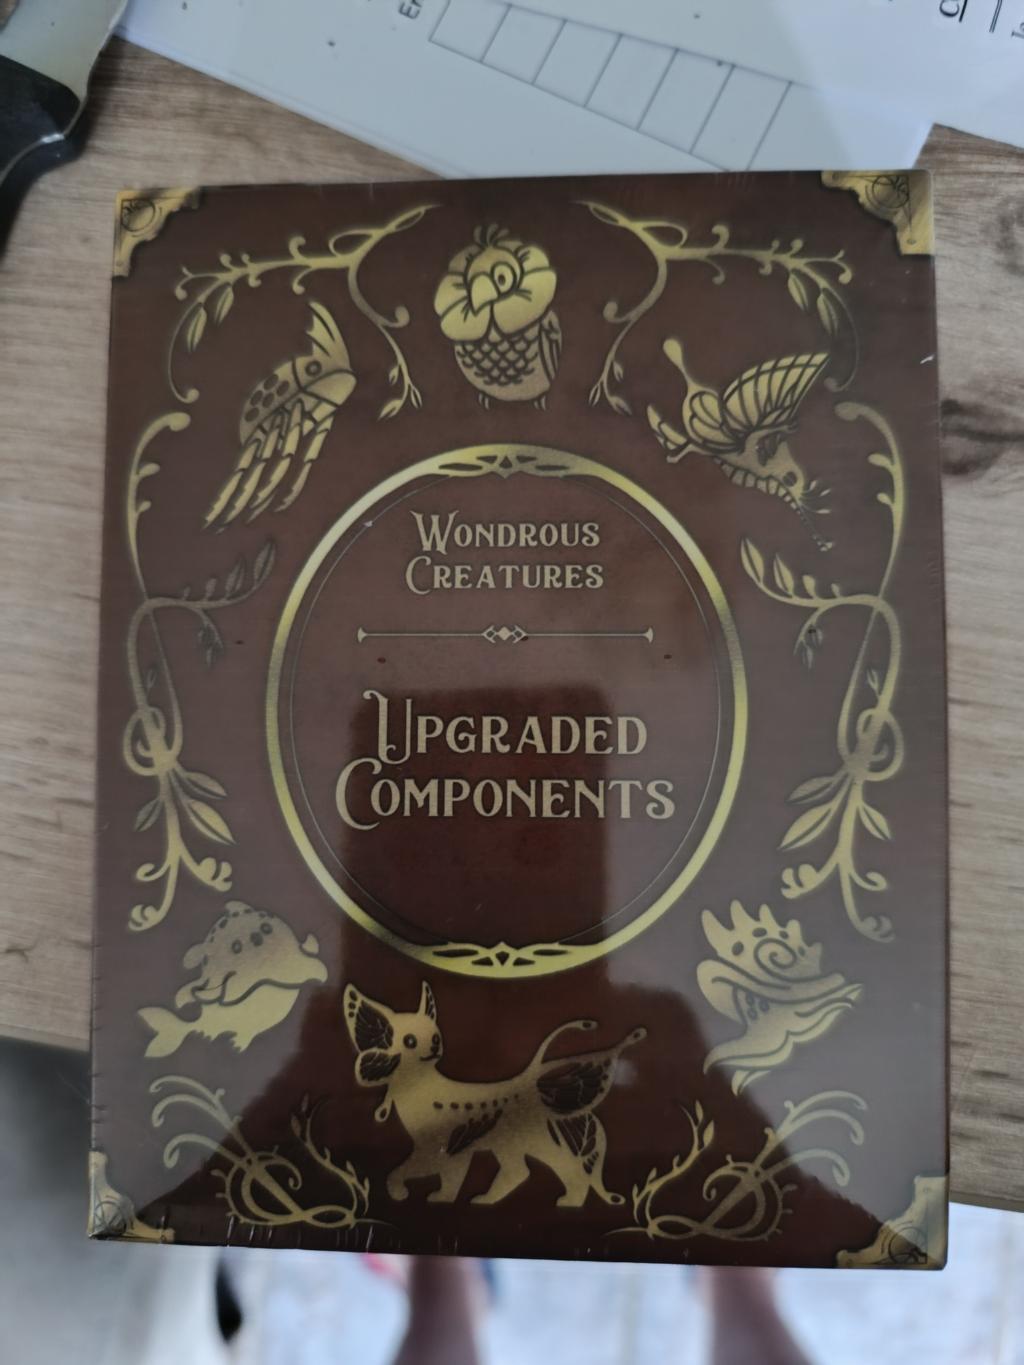 Wondrous
Creatures
Upgraded
Components